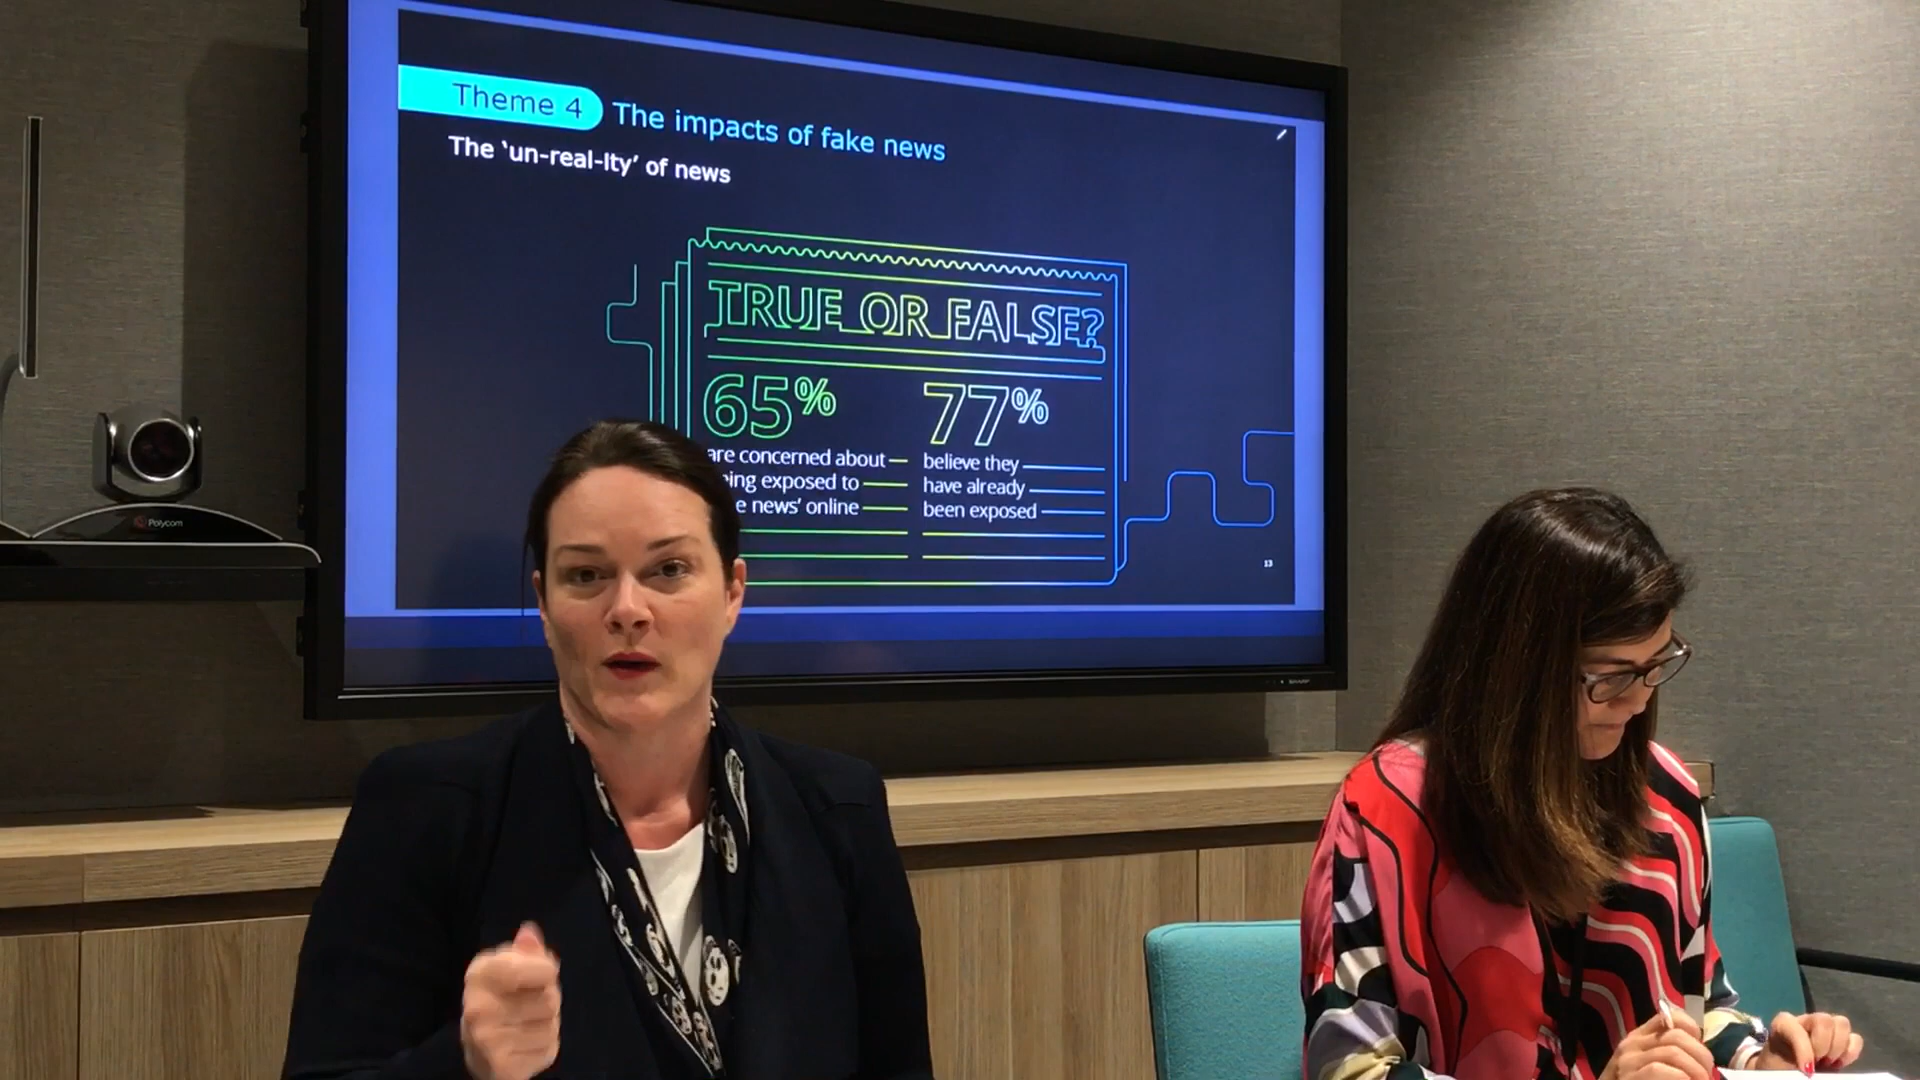 Theme 4 The impacts of fake news
The ‘un-real-ity’ of news
TRUE OR FALSE?
65%
are concerned about
exposed to
news’ online
77%
believe they
have already
been exposed
13
Polycom
SHARP